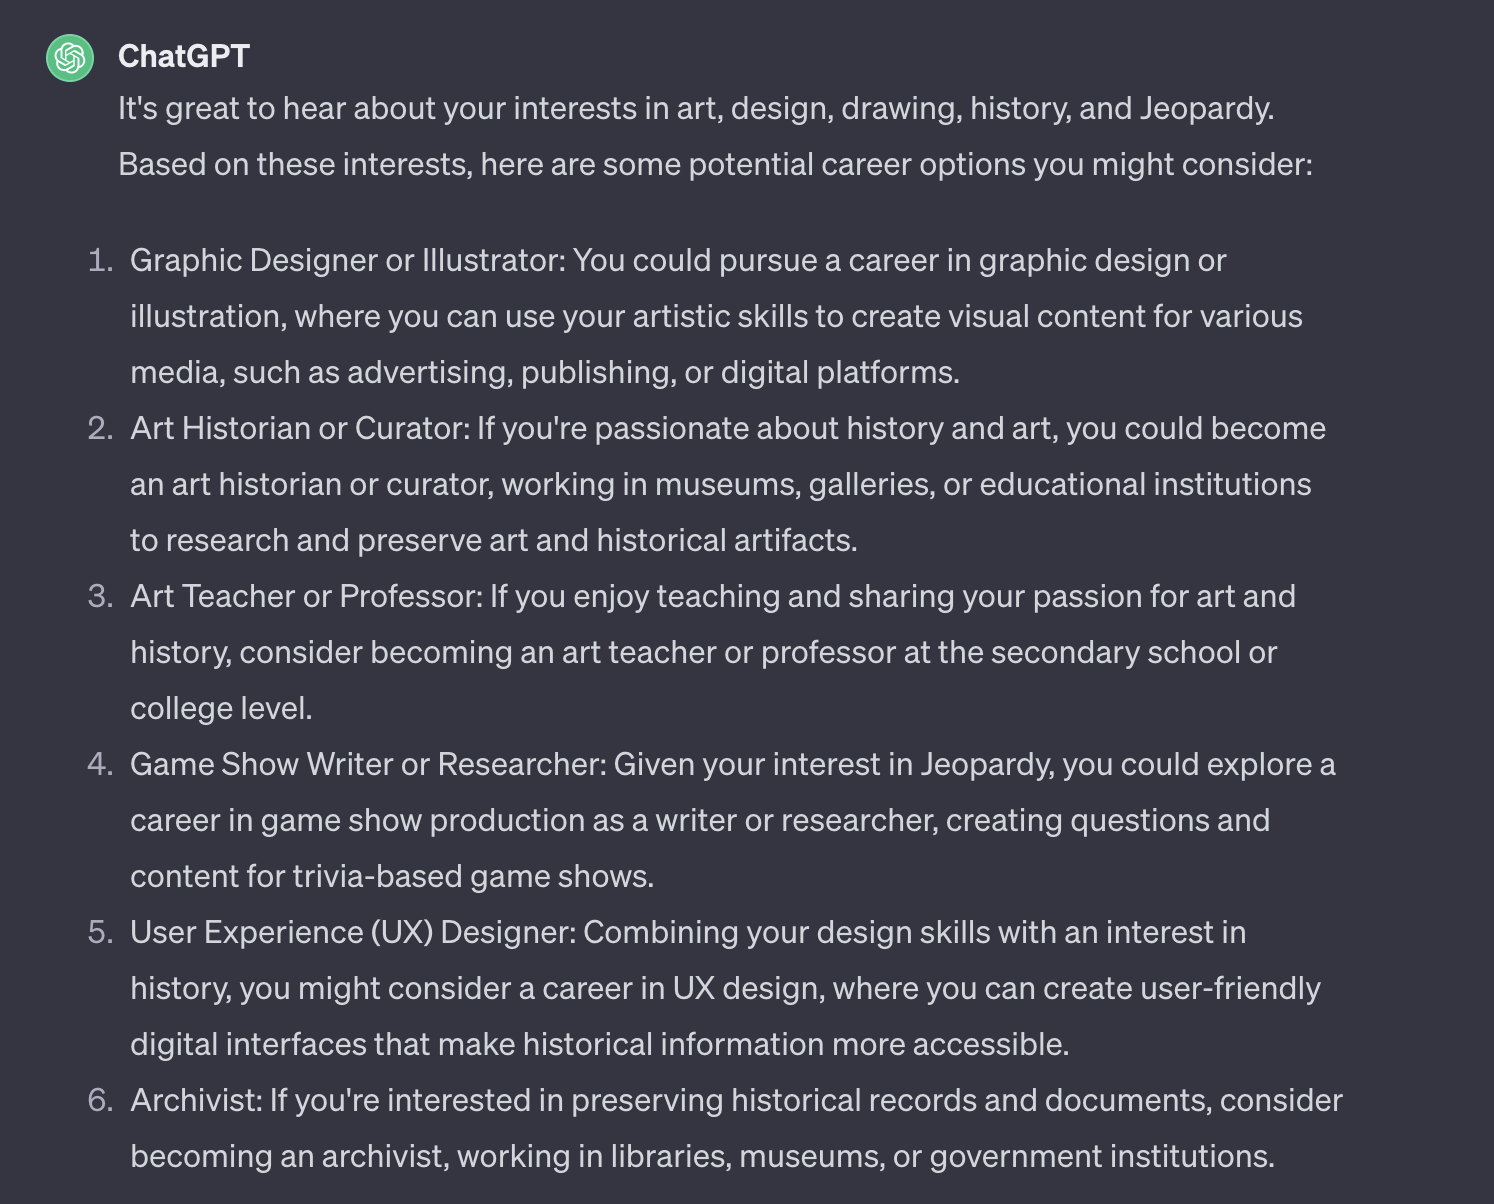 ChatGPT
It's great to hear about your interests in art, design, drawing, history, and Jeopardy.
Based on these interests, here are some potential career options you might consider:
1. Graphic Designer or Illustrator: You could pursue a career in graphic design or
illustration, where you can use your artistic skills to create visual content for various
media, such as advertising, publishing, or digital platforms.
2. Art Historian or Curator: If you're passionate about history and art, you could become
an art historian or curator, working in museums, galleries, or educational institutions
to research and preserve art and historical artifacts.
3. Art Teacher or Professor: If you enjoy teaching and sharing your passion for art and
history, consider becoming an art teacher or professor at the secondary school or
college level.
4. Game Show Writer or Researcher: Given your interest in Jeopardy, you could explore a
career in game show production as a writer or researcher, creating questions and
content for trivia-based game shows.
5. User Experience (UX) Designer: Combining your design skills with an interest in
history, you might consider a career in UX design, where you can create user-friendly
digital interfaces that make historical information more accessible.
6. Archivist: If you're interested in preserving historical records and documents, consider
becoming an archivist, working in libraries, museums, or government institutions.